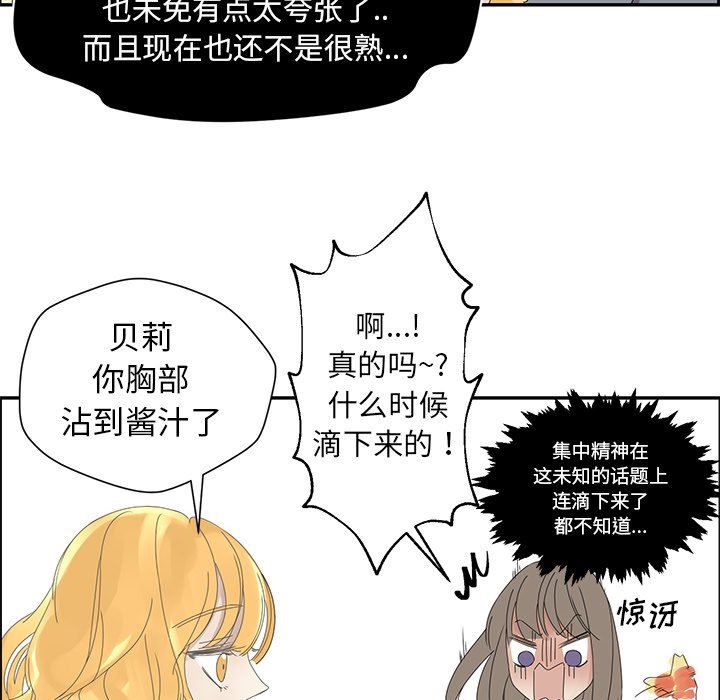 也未免有点太夸张了..
而且现在也还不是很熟...
啊...!
真的吗~?
什么时候
滴下来的！
贝莉
你胸部
沾到酱汁了
集中精神在
这未知的话题上
连滴下来了
都不知道...
惊讶